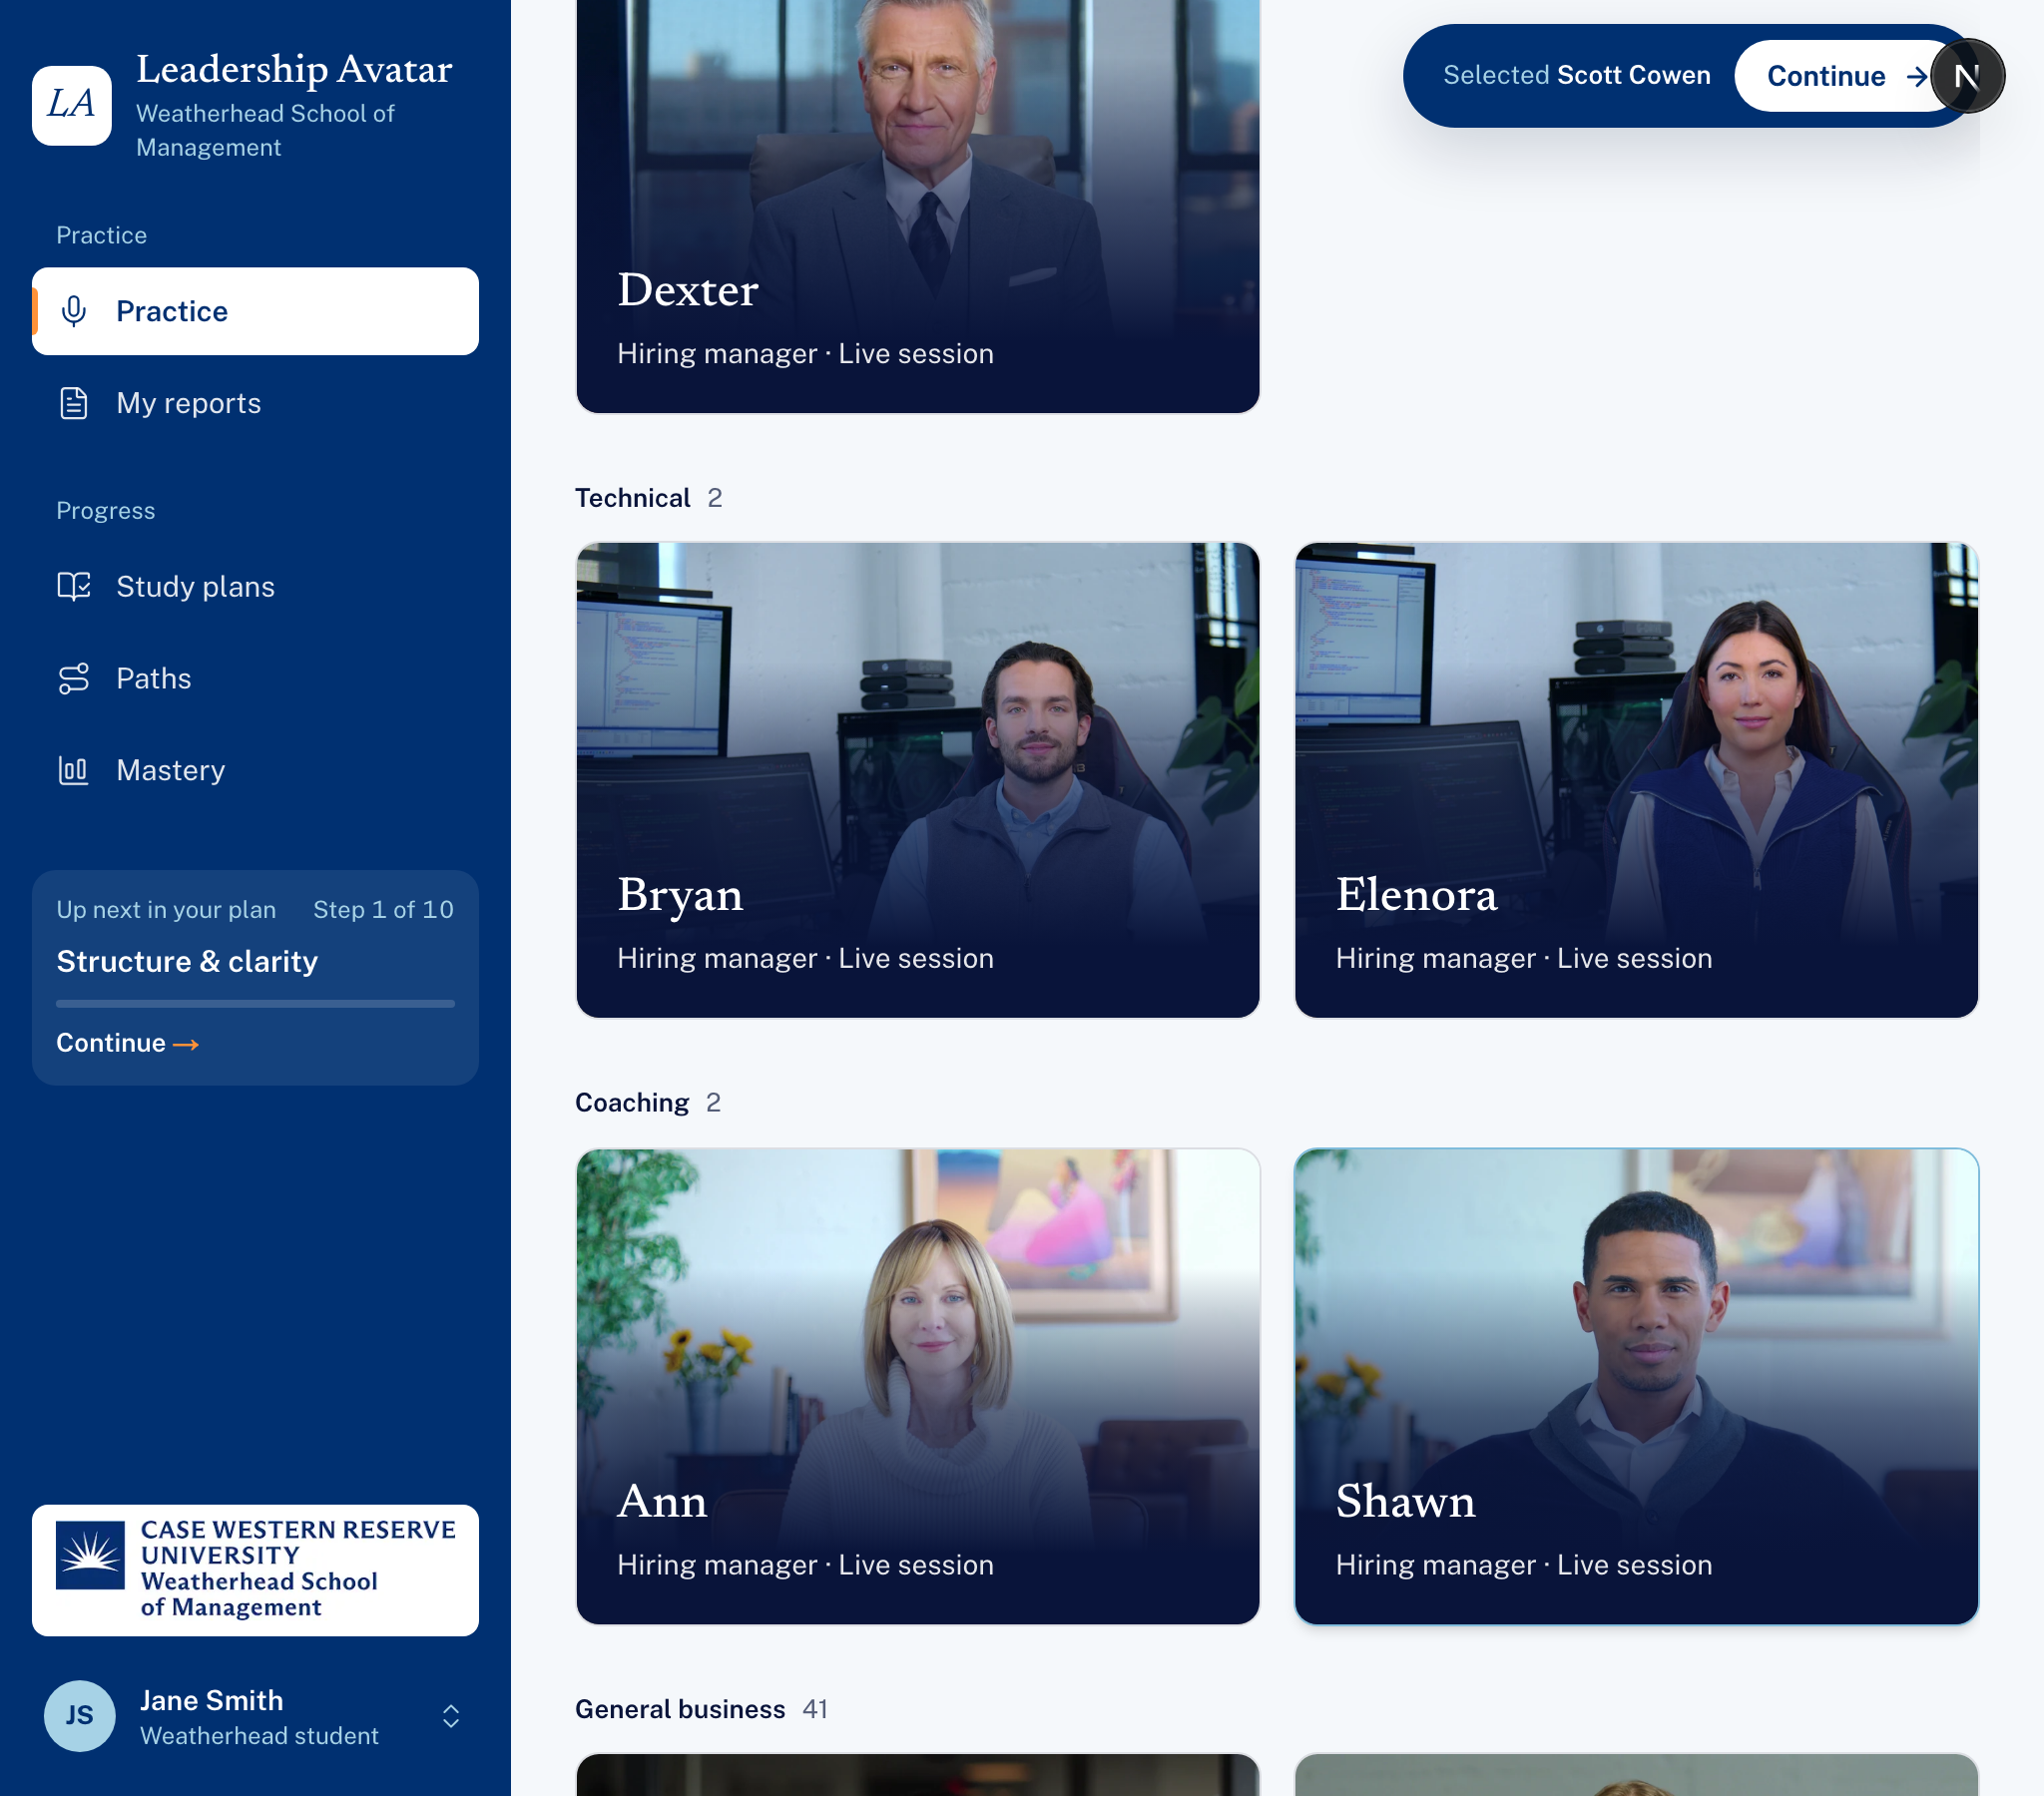 LA
Leadership Avatar
Weatherhead School of
Management
Practice
Practice
My reports
Progress
Study plans
Paths
Mastery
Up next in your plan Step 1 of 10
Structure & clarity
Continue →
CASE WESTERN RESERVE
UNIVERSITY
Weatherhead School
of Management
JS
Jane Smith
Weatherhead student
Selected Scott Cowen
Continue →
N
Dexter
Hiring manager · Live session
Technical 2
Bryan
Hiring manager · Live session
Elenora
Hiring manager · Live session
Coaching 2
Ann
Hiring manager · Live session
Shawn
Hiring manager · Live session
General business 41